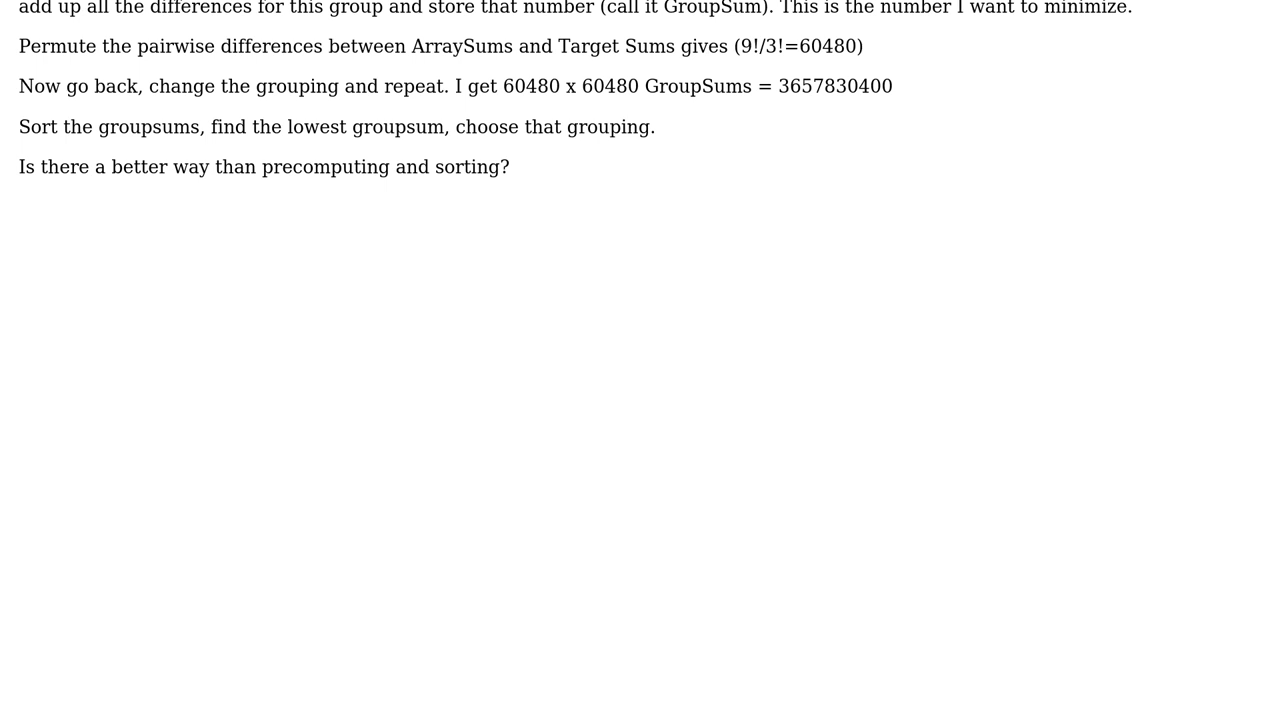 add up all the differences for this group and store that number (call it GroupSum). This is the number I want to minimize.
Permute the pairwise differences between ArraySums and Target Sums gives (9!/3!=60480)
Now go back, change the grouping and repeat. I get 60480 x 60480 GroupSums = 3657830400
Sort the groupsums, find the lowest groupsum, choose that grouping.
Is there a better way than precomputing and sorting?